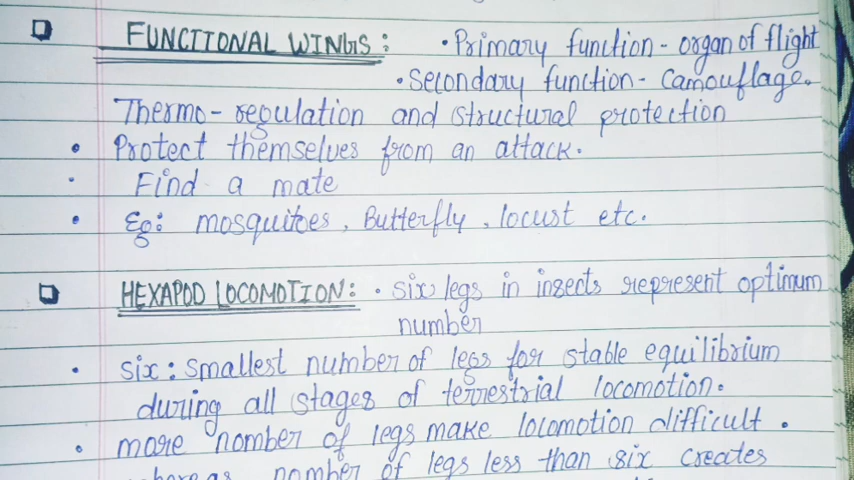 FUNCTIONAL WINGS : • Primary function - organ of flight
• Secondary function - Camouflage.
Thermo - regulation and structural protection
• Protect themselves from an attack.
• Find a mate
• Eg: mosquitoes, Butterfly, locust etc.
HEXAPOD LOCOMOTION: • six legs in insects represent optimum
number
• six: smallest number of legs for stable equilibrium
during all stages of terrestrial locomotion.
• more nomber of legs make locomotion difficult.
nomber of legs less than six creates